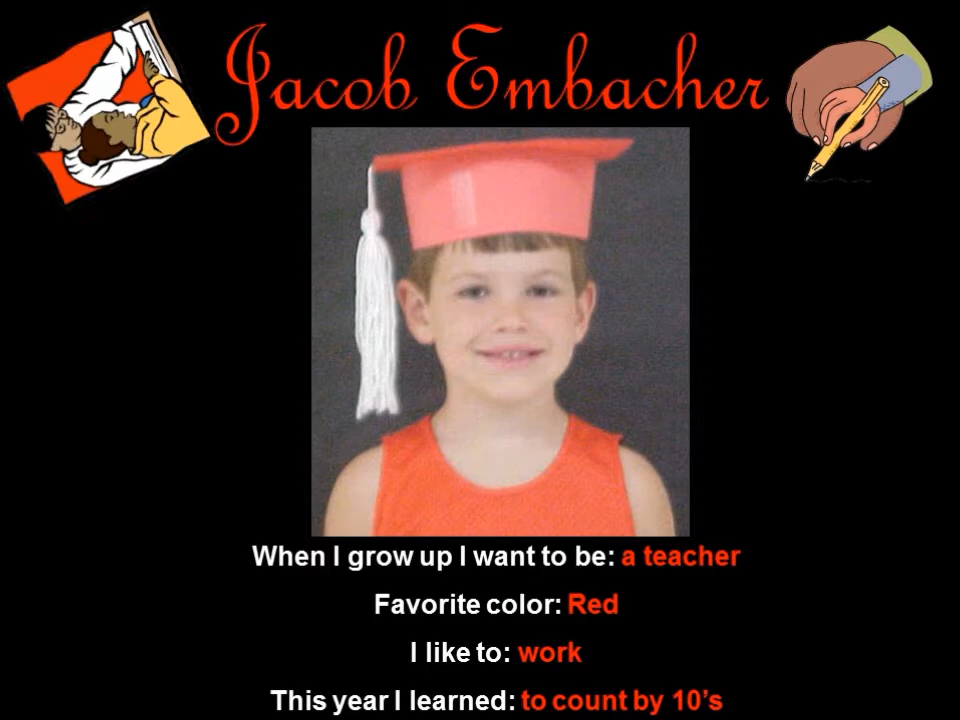 Jacob Embacher
When I grow up I want to be: a teacher
Favorite color: Red
I like to: work
This year I learned: to count by 10’s